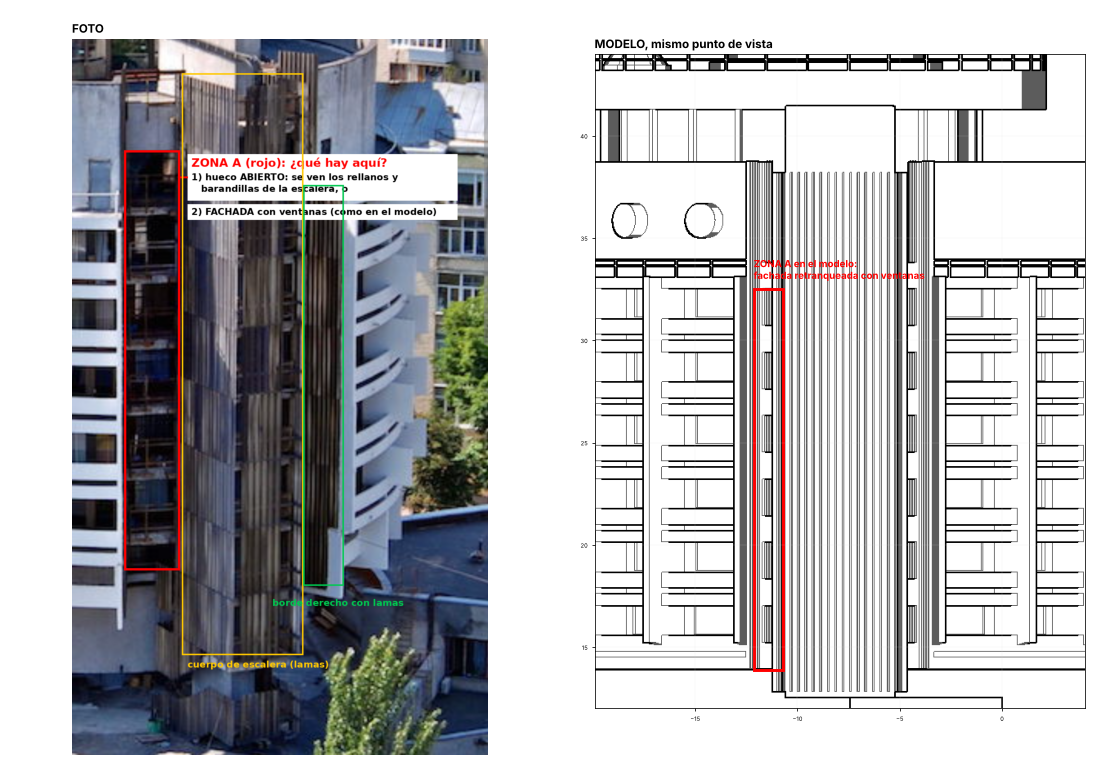 FOTO
ZONA A (rojo): ¿qué hay aquí?
1) hueco ABIERTO: se ven los rellanos y
barandillas de la escalera, o
2) FACHADA con ventanas (como en el modelo)
borde derecho con lamas
cuerpo de escalera (lamas)
MODELO, mismo punto de vista
40
35
ZONA A en el modelo:
fachada retranqueada con ventanas
30
25
20
15
−15
−10
−5
0